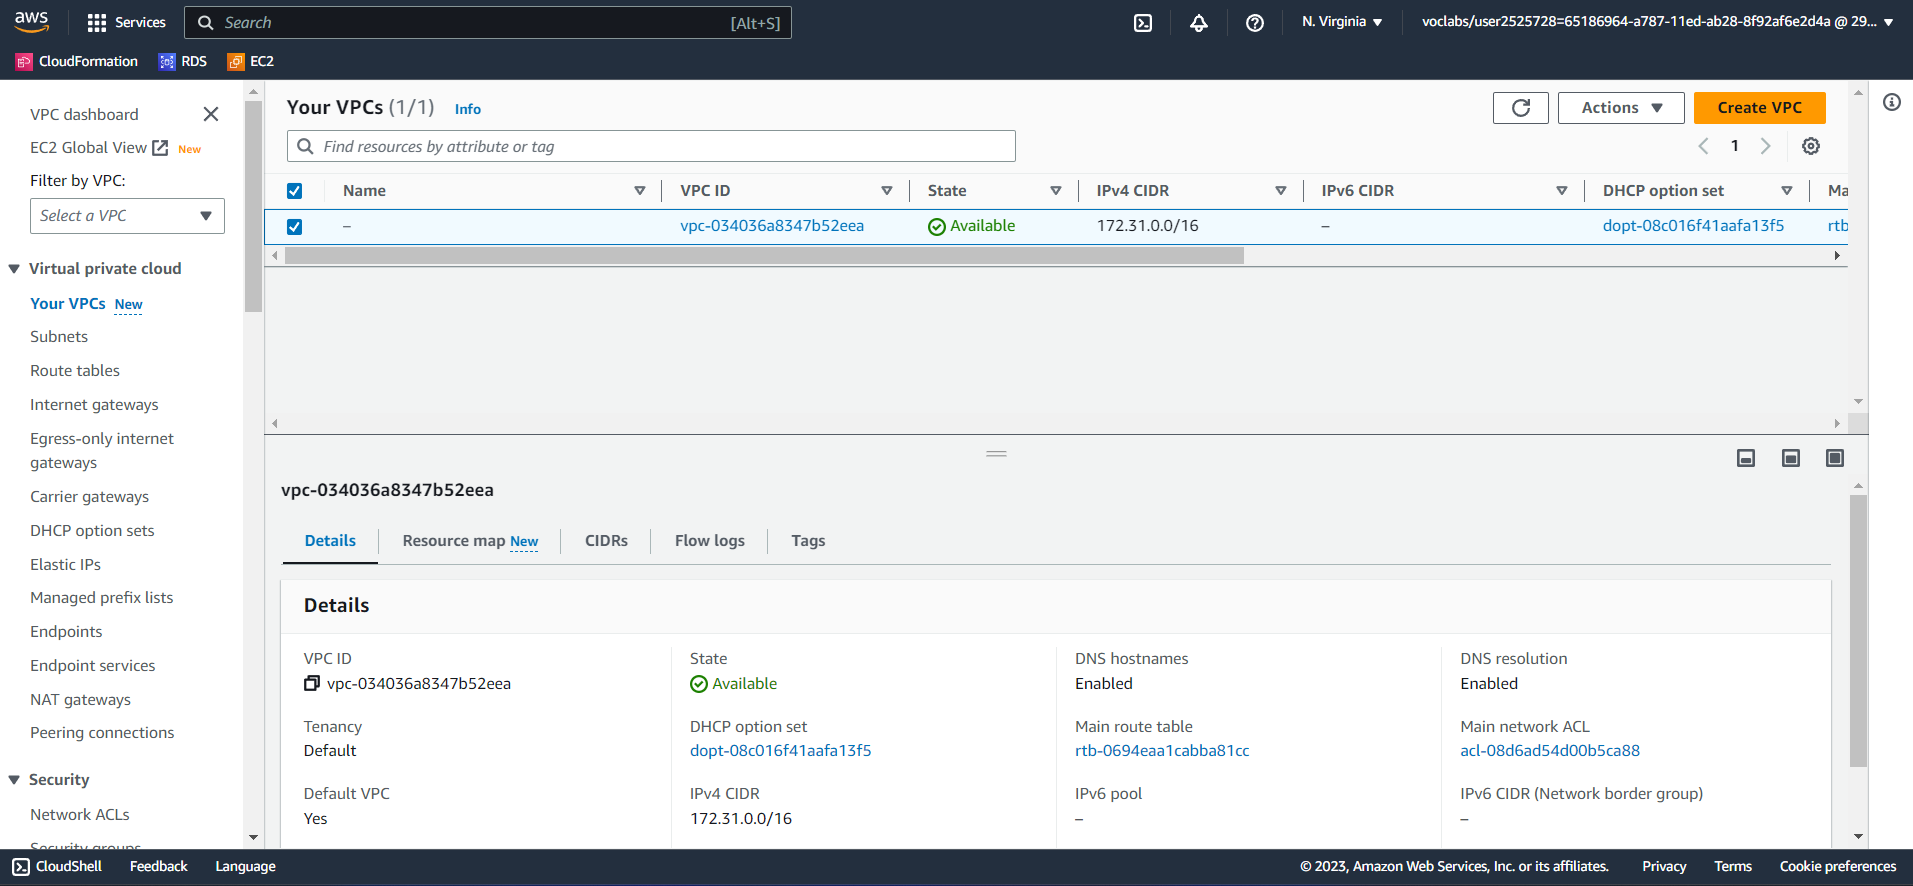 aws
Services
Search
[Alt+S]
N. Virginia
voclabs/user2525728=65186964-a787-11ed-ab28-8f92af6e2d4a @ 29...
CloudFormation
RDS
EC2
VPC dashboard
EC2 Global View New
Filter by VPC:
Select a VPC
Virtual private cloud
Your VPCs New
Subnets
Route tables
Internet gateways
Egress-only internet
gateways
Carrier gateways
DHCP option sets
Elastic IPs
Managed prefix lists
Endpoints
Endpoint services
NAT gateways
Peering connections
Security
Network ACLs
Security groups
Your VPCs (1/1) Info
Actions
Create VPC
Find resources by attribute or tag
1
Name VPC ID State IPv4 CIDR IPv6 CIDR DHCP option set Ma
– vpc-034036a8347b52eea Available 172.31.0.0/16 – dopt-08c016f41aafa13f5 rtb
vpc-034036a8347b52eea
Details Resource map New CIDRs Flow logs Tags
Details
VPC ID State DNS hostnames DNS resolution
vpc-034036a8347b52eea Available Enabled Enabled
Tenancy DHCP option set Main route table Main network ACL
Default dopt-08c016f41aafa13f5 rtb-0694eaa1cabba81cc acl-08d6ad54d00b5ca88
Default VPC IPv4 CIDR IPv6 pool IPv6 CIDR (Network border group)
Yes 172.31.0.0/16 – –
CloudShell Feedback Language
© 2023, Amazon Web Services, Inc. or its affiliates. Privacy Terms Cookie preferences